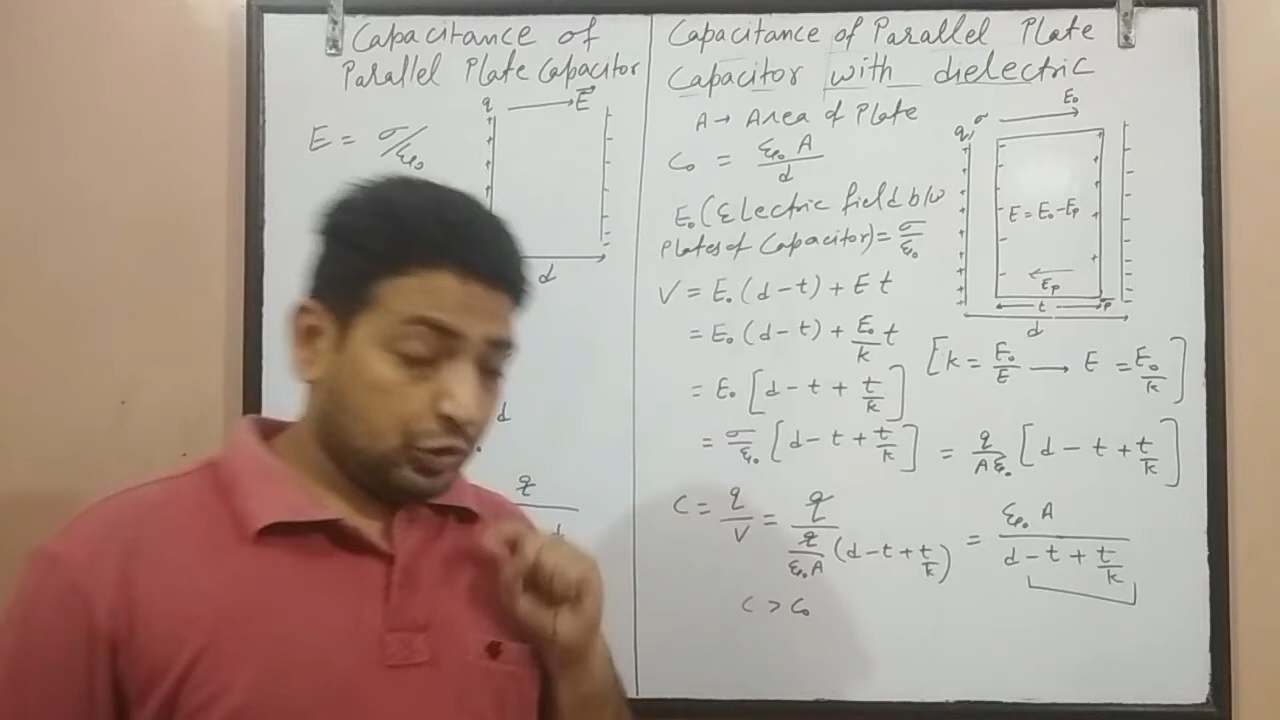 Capacitance of
Parallel Plate Capacitor
q → E⃗
E = σ/ε₀
d
d
q
Capacitance of Parallel Plate
Capacitor with dielectric
A → Area of Plate
C₀ = ε₀ A / d
E₀ (Electric field b/w
Plates of Capacitor) = σ/ε₀
V = E₀ (d - t) + E t
= E₀ (d - t) + E₀/k t
= E₀ [d - t + t/k]
= σ/ε₀ [d - t + t/k] = q/Aε₀ [d - t + t/k]
C = q/V = q / (q/ε₀A (d - t + t/k)) = ε₀ A / (d - t + t/k)
C > C₀
E₀
q, σ
E = E₀ - Eₚ
Eₚ
t
P
d
[k = E₀/E → E = E₀/k]